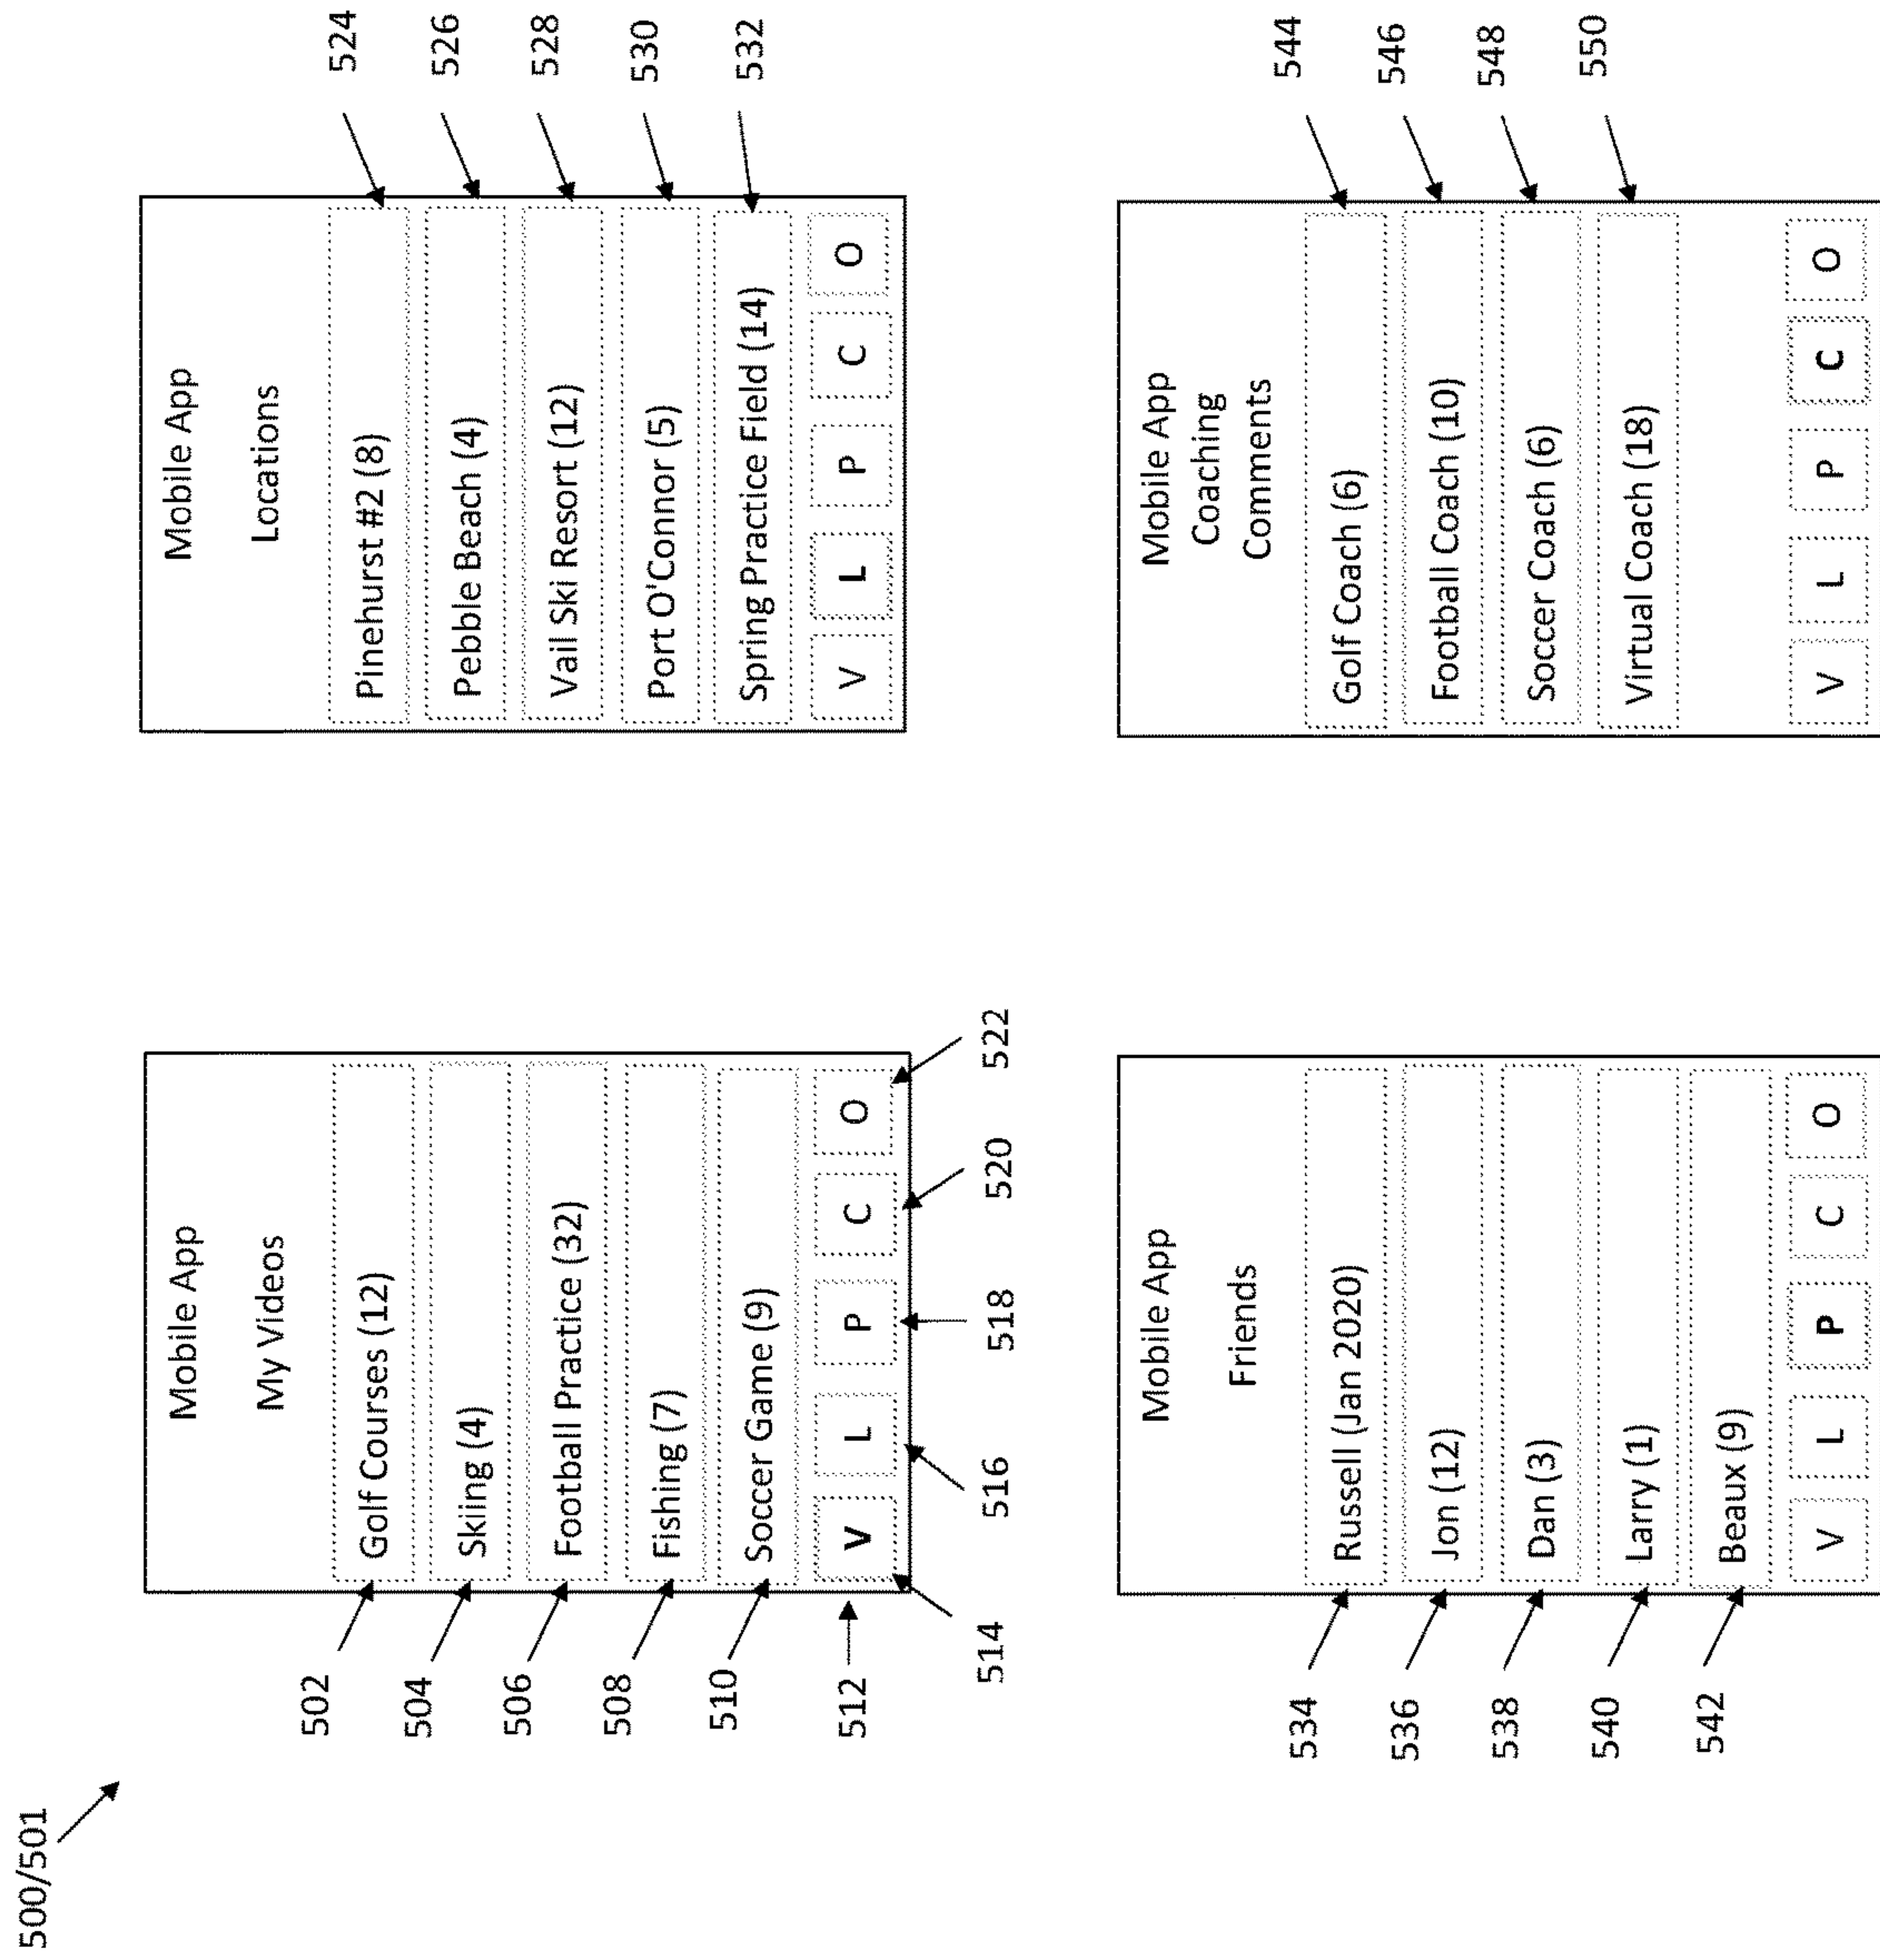 500/501
Mobile App
My Videos
502
Golf Courses (12)
504
Skiing (4)
506
Football Practice (32)
508
Fishing (7)
510
Soccer Game (9)
512
V L P C O
514 516 518 520 522
Mobile App
Locations
Pinehurst #2 (8)
524
Pebble Beach (4)
526
Vail Ski Resort (12)
528
Port O'Connor (5)
530
Spring Practice Field (14)
532
V L P C O
Mobile App
Friends
534
Russell (Jan 2020)
536
Jon (12)
538
Dan (3)
540
Larry (1)
542
Beaux (9)
V L P C O
Mobile App
Coaching
Comments
Golf Coach (6)
544
Football Coach (10)
546
Soccer Coach (6)
548
Virtual Coach (18)
550
V L P C O